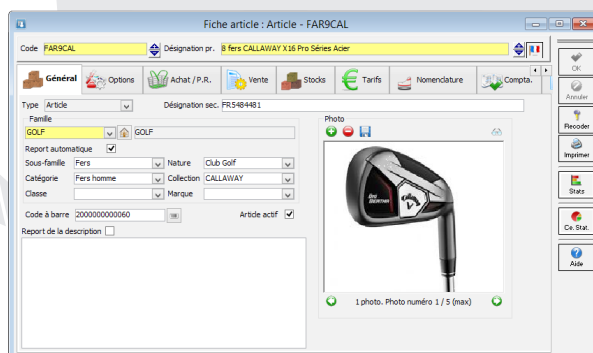 Fiche article : Article - FAR9CAL
Code FAR9CAL Désignation pr. 8 fers CALLAWAY X16 Pro Séries Acier
Général Options Achat / P.R. Vente Stocks Tarifs Nomenclature Compta.
Type Article Désignation sec. FR5484481
Famille
GOLF GOLF
Report automatique
Sous-famille Fers Nature Club Golf
Catégorie Fers homme Collection CALLAWAY
Classe Marque
Code à barre 2000000000060 Article actif
Report de la description
Photo
BIG BERTHA
Callaway
1 photo. Photo numéro 1 / 5 (max)
OK
Annuler
Recoder
Imprimer
Stats
Ce. Stat.
Aide